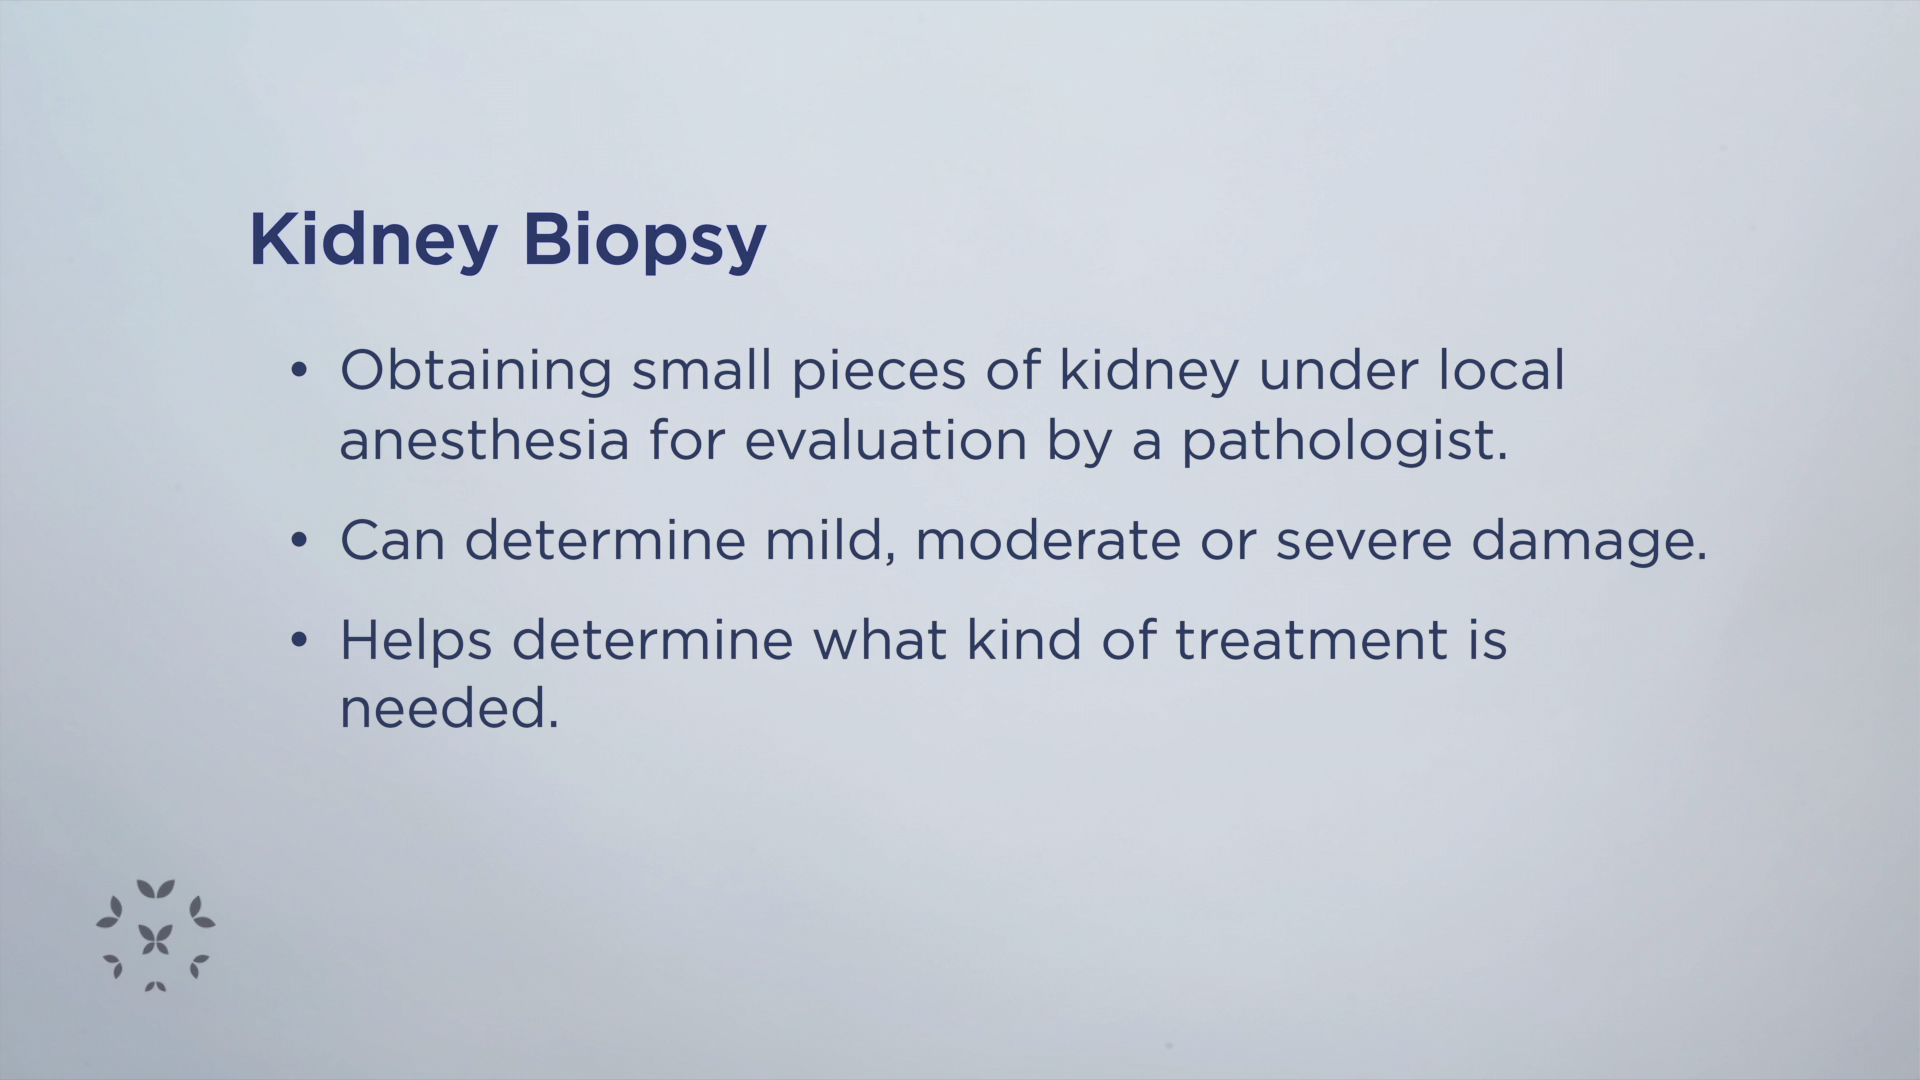 Kidney Biopsy
• Obtaining small pieces of kidney under local
anesthesia for evaluation by a pathologist.
• Can determine mild, moderate or severe damage.
• Helps determine what kind of treatment is
needed.